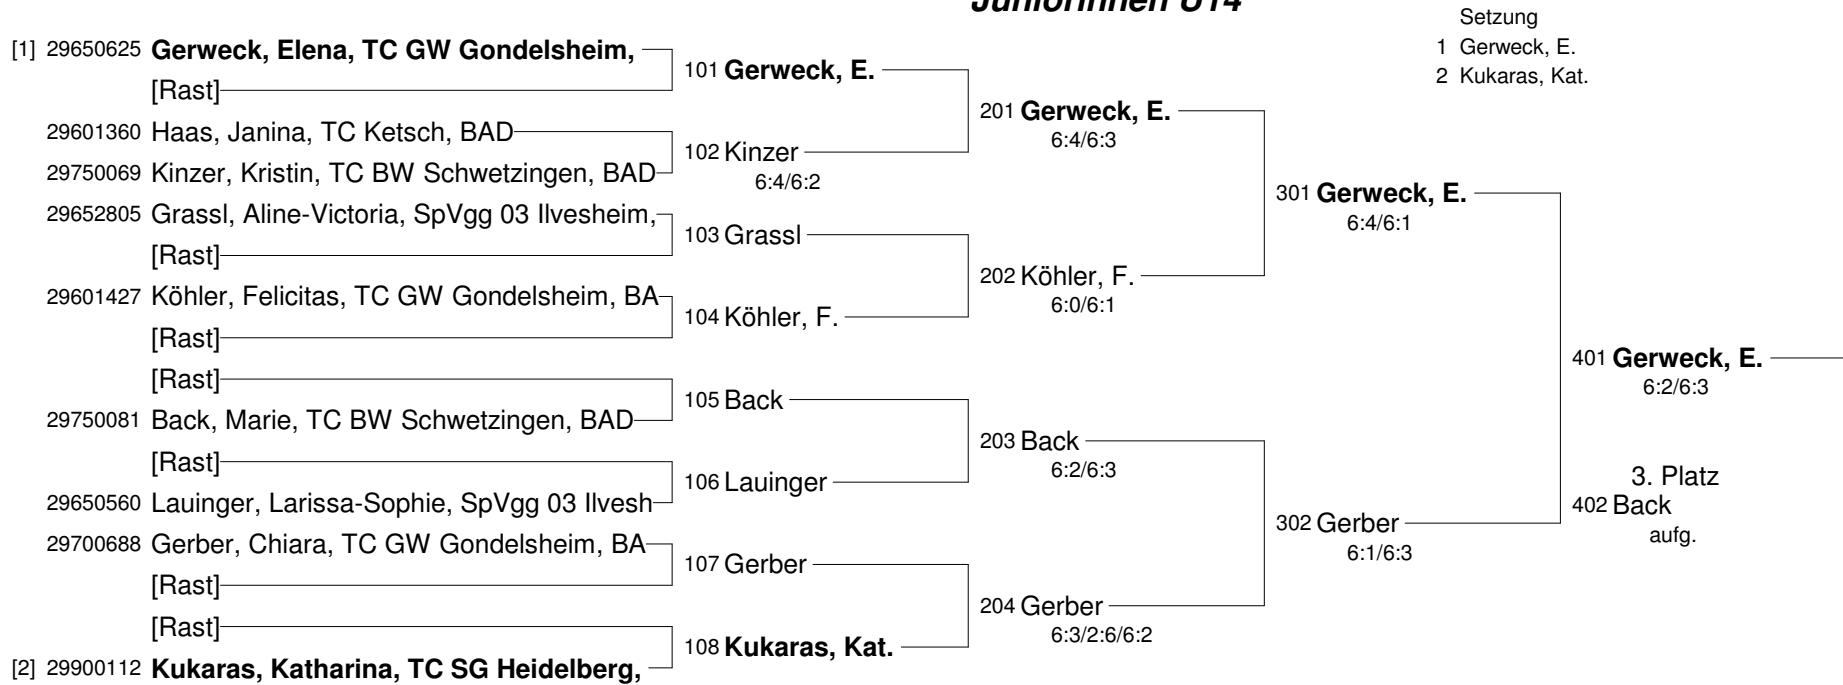 Juniorinnen U14
Setzung
1 Gerweck, E.
2 Kukaras, Kat.
[1] 29650625 Gerweck, Elena, TC GW Gondelsheim,
[Rast]
29601360 Haas, Janina, TC Ketsch, BAD
29750069 Kinzer, Kristin, TC BW Schwetzingen, BAD
29652805 Grassl, Aline-Victoria, SpVgg 03 Ilvesheim,
[Rast]
29601427 Köhler, Felicitas, TC GW Gondelsheim, BA
[Rast]
[Rast]
29750081 Back, Marie, TC BW Schwetzingen, BAD
[Rast]
29650560 Lauinger, Larissa-Sophie, SpVgg 03 Ilvesh
29700688 Gerber, Chiara, TC GW Gondelsheim, BA
[Rast]
[Rast]
[2] 29900112 Kukaras, Katharina, TC SG Heidelberg,
101 Gerweck, E.
102 Kinzer
6:4/6:2
103 Grassl
104 Köhler, F.
105 Back
106 Lauinger
107 Gerber
108 Kukaras, Kat.
201 Gerweck, E.
6:4/6:3
202 Köhler, F.
6:0/6:1
203 Back
6:2/6:3
204 Gerber
6:3/2:6/6:2
301 Gerweck, E.
6:4/6:1
302 Gerber
6:1/6:3
401 Gerweck, E.
6:2/6:3
3. Platz
402 Back
aufg.